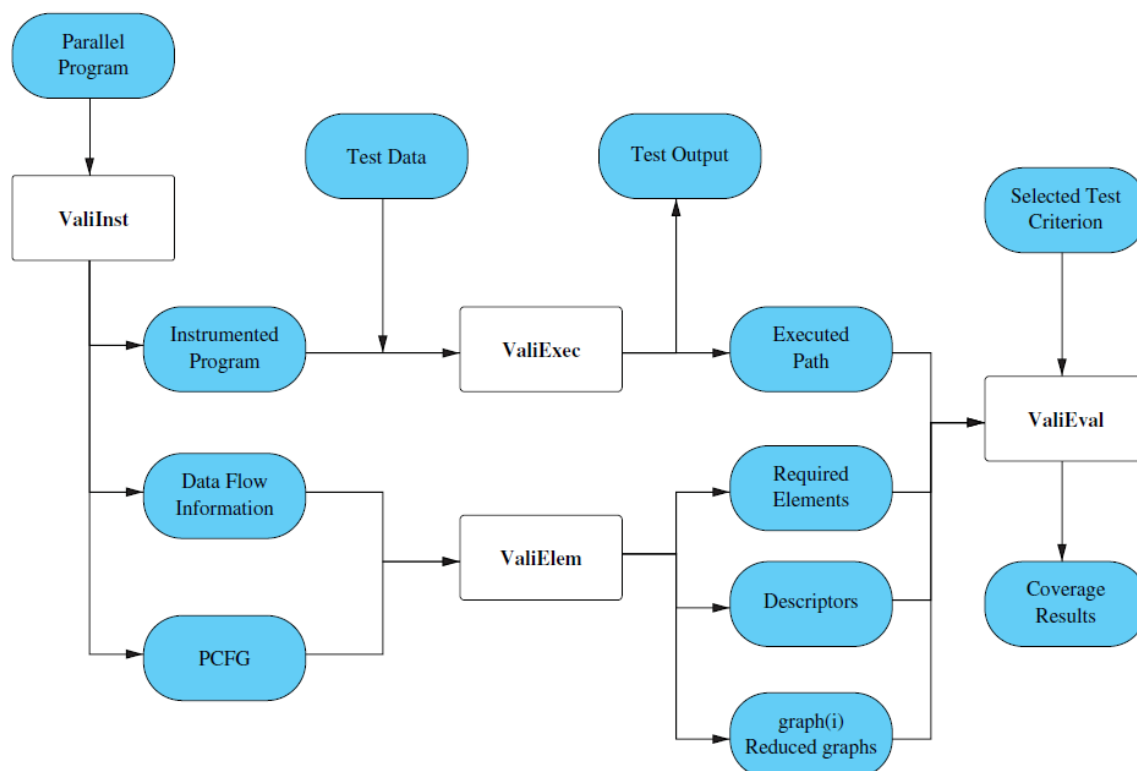 Parallel
Program
Test Data
Test Output
ValiInst
Selected Test
Criterion
Instrumented
Program
ValiExec
Executed
Path
ValiEval
Data Flow
Information
Required
Elements
ValiElem
Descriptors
Coverage
Results
PCFG
graph(i)
Reduced graphs